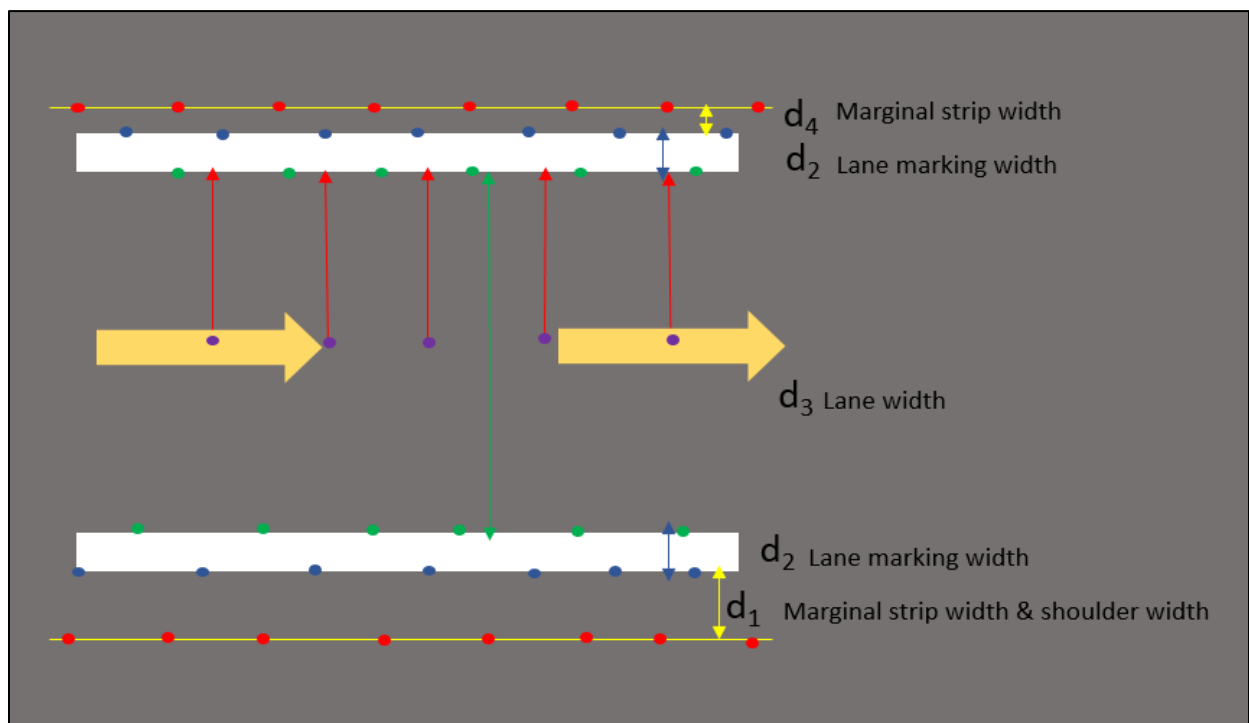 d4 Marginal strip width
d2 Lane marking width
d3 Lane width
d2 Lane marking width
d1 Marginal strip width & shoulder width